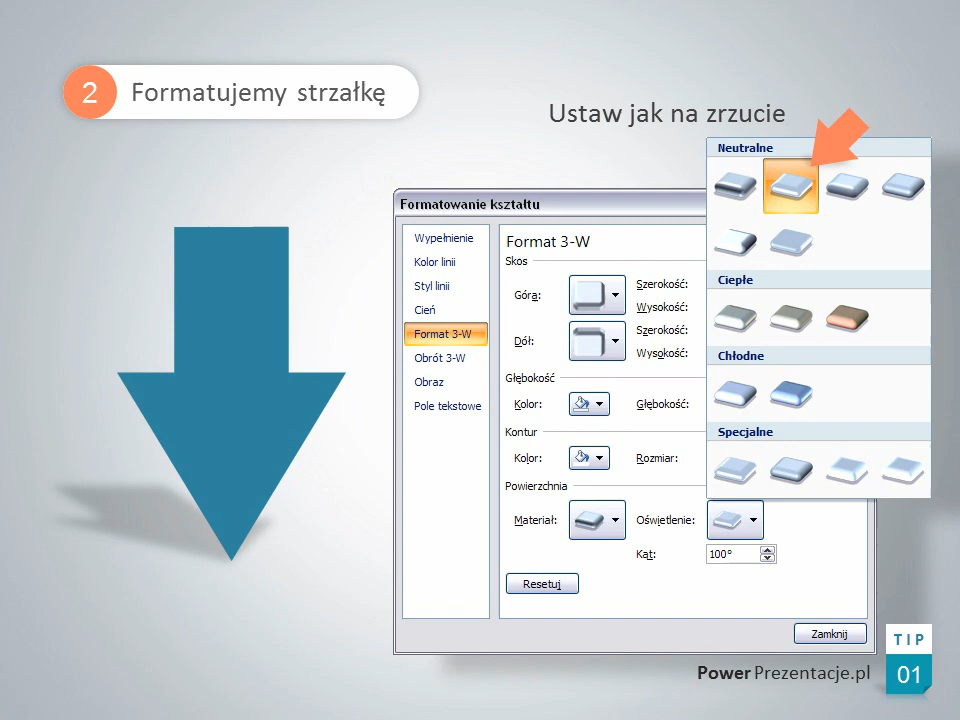 2 Formatujemy strzałkę
Ustaw jak na zrzucie
Neutralne
Ciepłe
Chłodne
Specjalne
Formatowanie kształtu
Wypełnienie
Kolor linii
Styl linii
Cień
Format 3-W
Obrót 3-W
Obraz
Pole tekstowe
Format 3-W
Skos
Góra: Szerokość:
Wysokość:
Dół: Szerokość:
Wysokość:
Głębokość
Kolor: Głębokość:
Kontur
Kolor: Rozmiar:
Powierzchnia
Materiał: Oświetlenie:
Kąt: 100°
Resetuj
Zamknij
TIP
01
PowerPrezentacje.pl